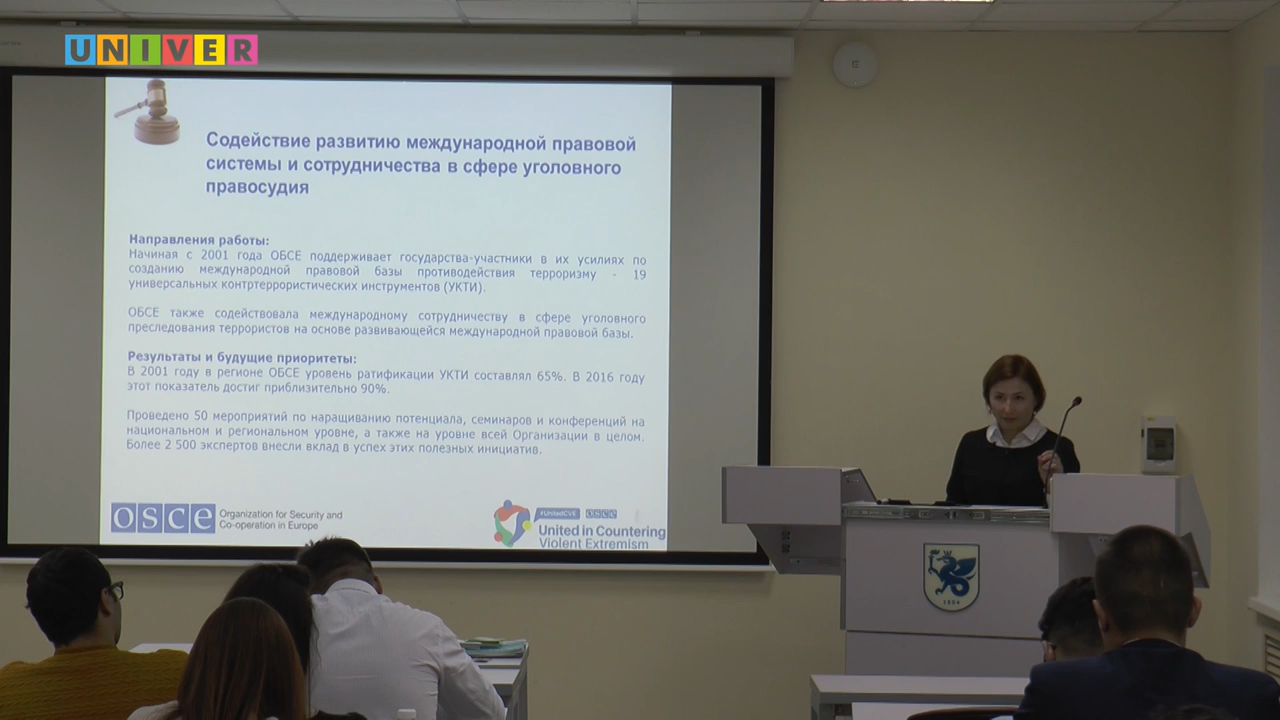 UNIVER
Содействие развитию международной правовой
системы и сотрудничества в сфере уголовного
правосудия
Направления работы:
Начиная с 2001 года ОБСЕ поддерживает государства-участники в их усилиях по
созданию международной правовой базы противодействия терроризму - 19
универсальных контртеррористических инструментов (УКТИ).
ОБСЕ также содействовала международному сотрудничеству в сфере уголовного
преследования террористов на основе развивающейся международной правовой базы.
Результаты и будущие приоритеты:
В 2001 году в регионе ОБСЕ уровень ратификации УКТИ составлял 65%. В 2016 году
этот показатель достиг приблизительно 90%.
Проведено 50 мероприятий по наращиванию потенциала, семинаров и конференций на
национальном и региональном уровне, а также на уровне всей Организации в целом.
Более 2 500 экспертов внесли вклад в успех этих полезных инициатив.
osce Organization for Security and
Co-operation in Europe
#UnitedCVE osce
United in Countering
Violent Extremism
1804